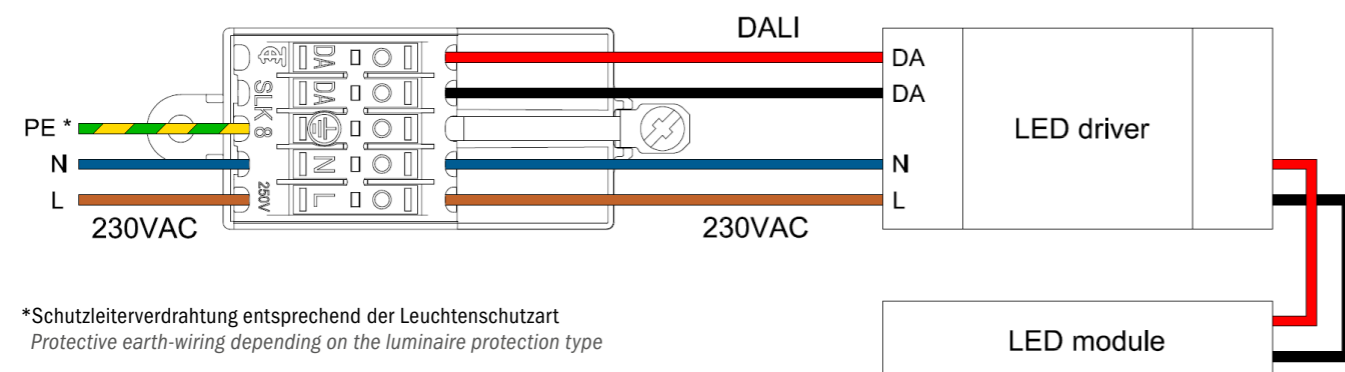 DALI
DA
DA
LED driver
N
L
DA
DA
N
L
SLK 8
250V
PE *
N
L
230VAC
230VAC
LED module
*Schutzleiterverdrahtung entsprechend der Leuchtenschutzart
Protective earth-wiring depending on the luminaire protection type